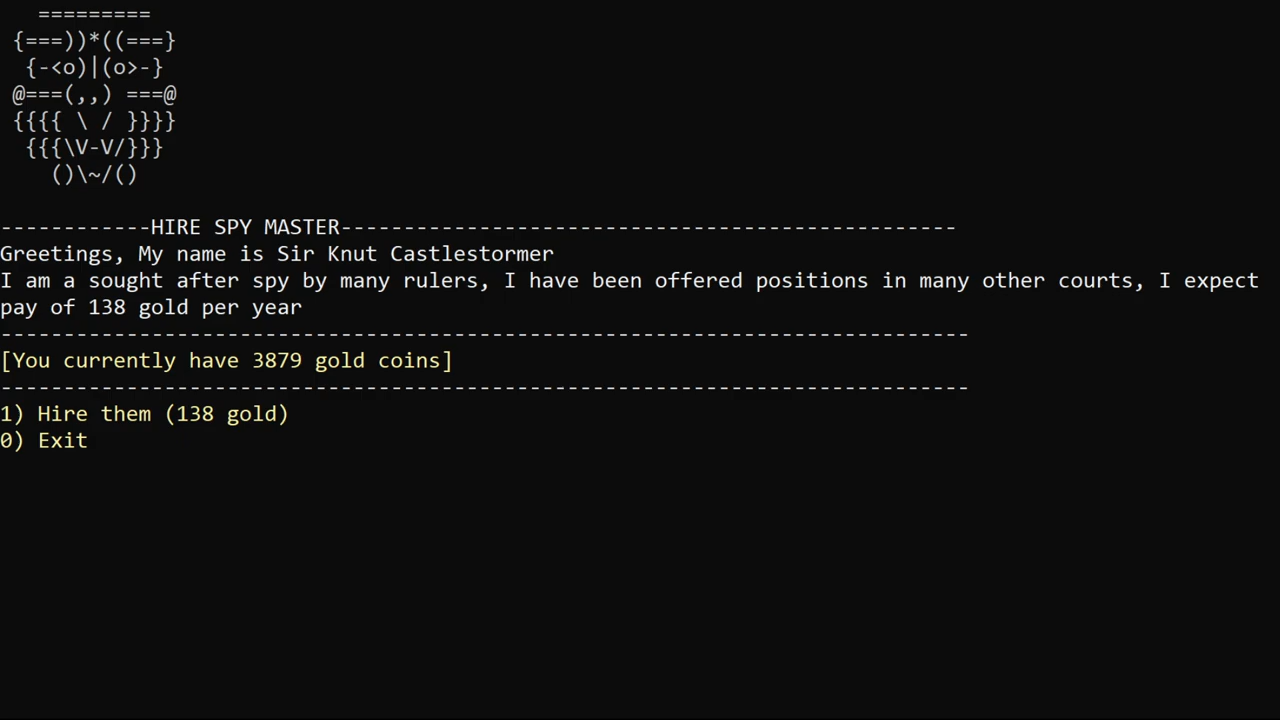 =========
{===))*((===}
{-<o)|(o>-}
@===(,,) ===@
{{{{ \ / }}}}
{{{\V-V/}}}
()\~/()
------------HIRE SPY MASTER-------------------------------------------------
Greetings, My name is Sir Knut Castlestormer
I am a sought after spy by many rulers, I have been offered positions in many other courts, I expect
pay of 138 gold per year
-----------------------------------------------------------------------------
[You currently have 3879 gold coins]
-----------------------------------------------------------------------------
1) Hire them (138 gold)
0) Exit